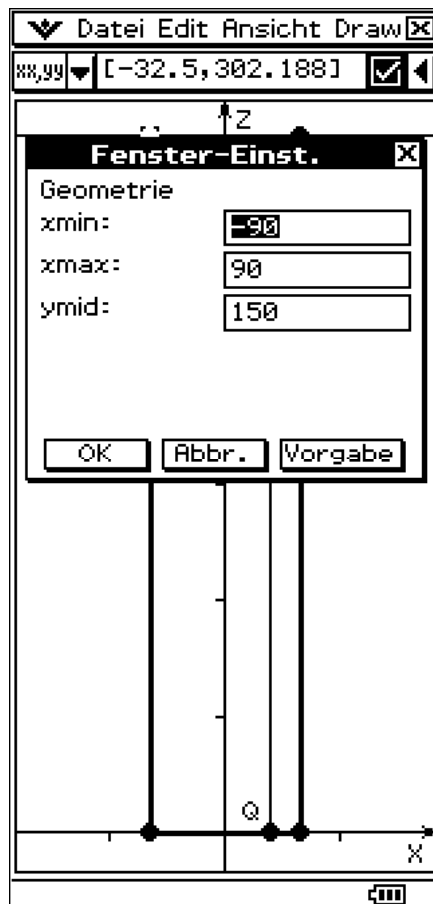 Datei Edit Ansicht Draw
xx,yy [-32.5,302.188]
Z
Fenster-Einst.
Geometrie
xmin: -90
xmax: 90
ymid: 150
OK Abbr. Vorgabe
Q
X